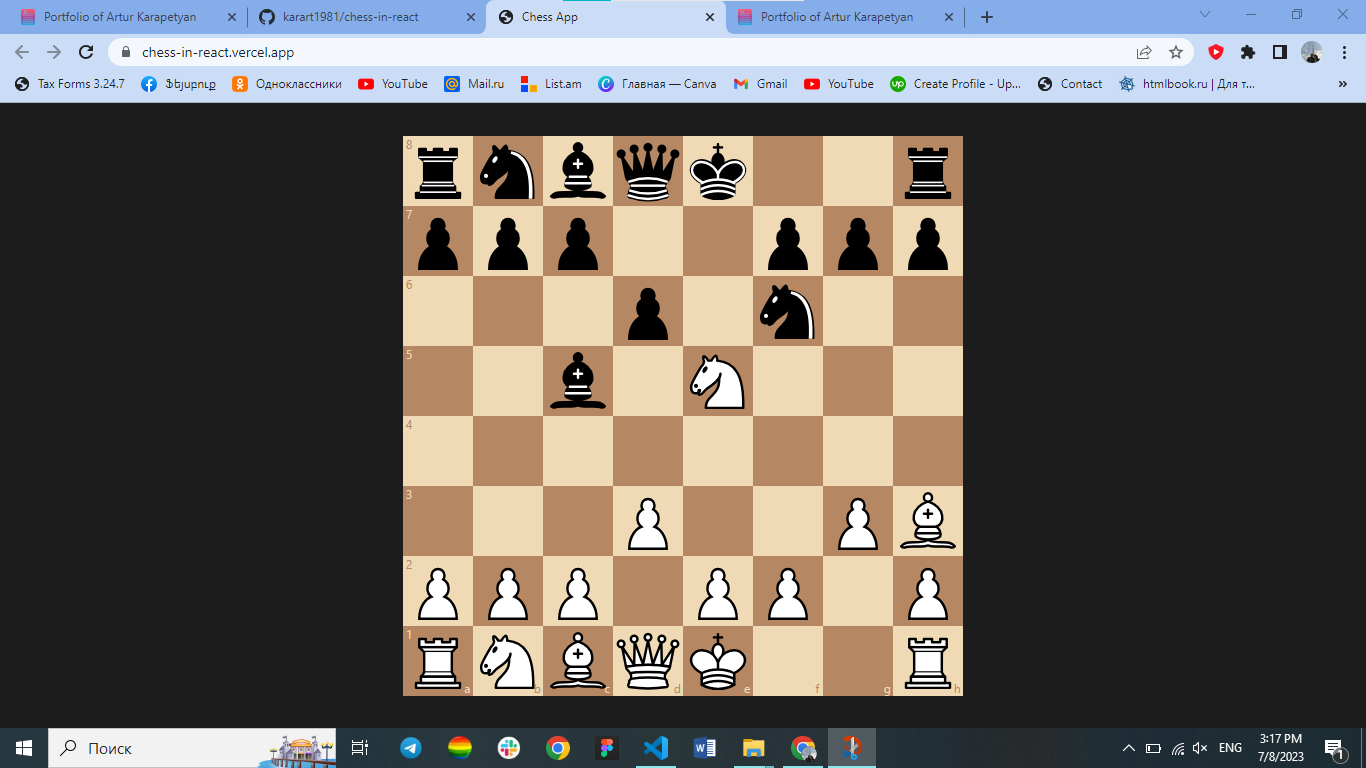 Portfolio of Artur Karapetyan
karart1981/chess-in-react
Chess App
Portfolio of Artur Karapetyan
chess-in-react.vercel.app
Tax Forms 3.24.7
Ֆեյսբուք
Одноклассники
YouTube
Mail.ru
List.am
Главная — Canva
Gmail
YouTube
up
Create Profile - Up...
Contact
htmlbook.ru | Для т...
8
7
6
5
4
3
2
1
a
b
c
d
e
f
g
h
Поиск
ENG
3:17 PM
7/8/2023
1